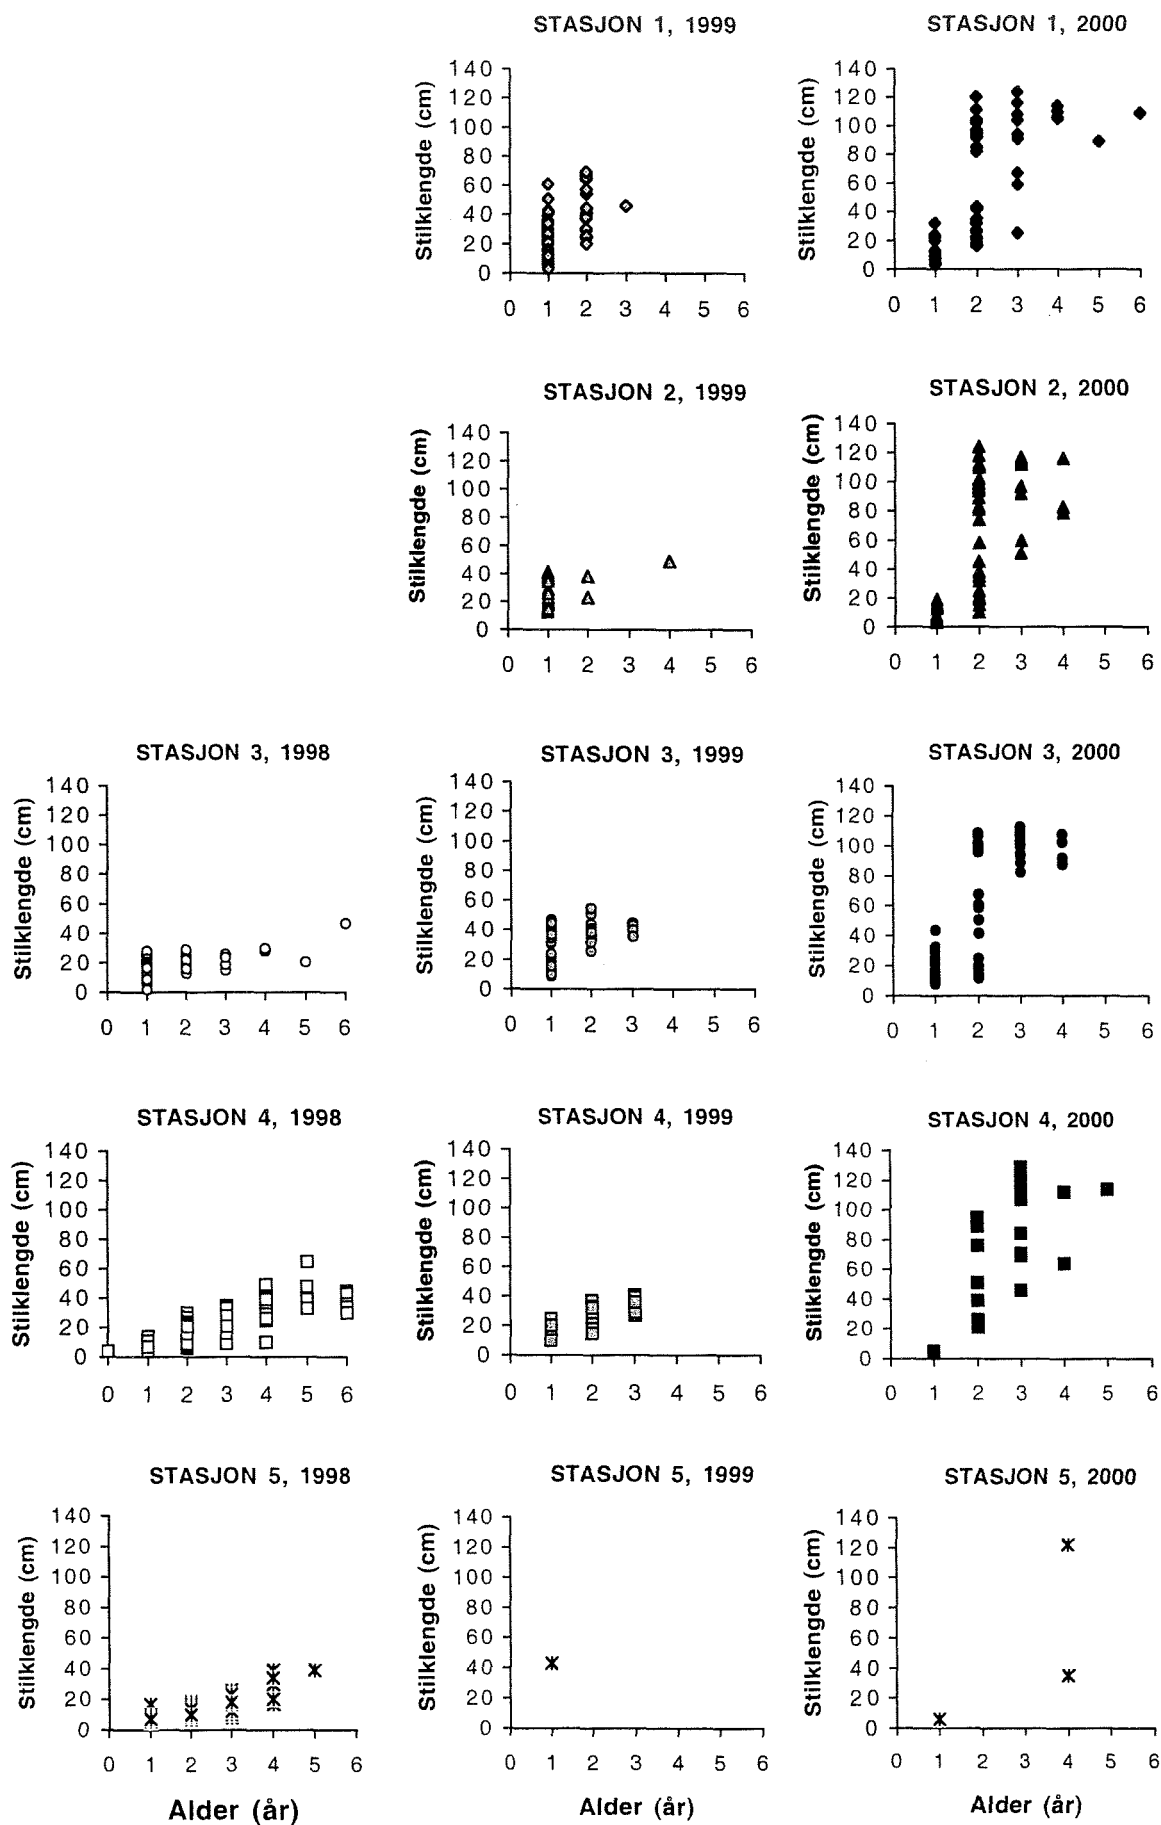 STASJON 1, 1999
STASJON 1, 2000
Stilklengde (cm)
140
120
100
80
60
40
20
0
0 1 2 3 4 5 6
Stilklengde (cm)
140
120
100
80
60
40
20
0
0 1 2 3 4 5 6
STASJON 2, 1999
STASJON 2, 2000
Stilklengde (cm)
140
120
100
80
60
40
20
0
0 1 2 3 4 5 6
Stilklengde (cm)
140
120
100
80
60
40
20
0
0 1 2 3 4 5 6
STASJON 3, 1998
STASJON 3, 1999
STASJON 3, 2000
Stilklengde (cm)
140
120
100
80
60
40
20
0
0 1 2 3 4 5 6
Stilklengde (cm)
140
120
100
80
60
40
20
0
0 1 2 3 4 5 6
Stilklengde (cm)
140
120
100
80
60
40
20
0
0 1 2 3 4 5 6
STASJON 4, 1998
STASJON 4, 1999
STASJON 4, 2000
Stilklengde (cm)
140
120
100
80
60
40
20
0
0 1 2 3 4 5 6
Stilklengde (cm)
140
120
100
80
60
40
20
0
0 1 2 3 4 5 6
Stilklengde (cm)
140
120
100
80
60
40
20
0
0 1 2 3 4 5 6
STASJON 5, 1998
STASJON 5, 1999
STASJON 5, 2000
Stilklengde (cm)
140
120
100
80
60
40
20
0
0 1 2 3 4 5 6
Alder (år)
Stilklengde (cm)
140
120
100
80
60
40
20
0
0 1 2 3 4 5 6
Alder (år)
Stilklengde (cm)
140
120
100
80
60
40
20
0
0 1 2 3 4 5 6
Alder (år)